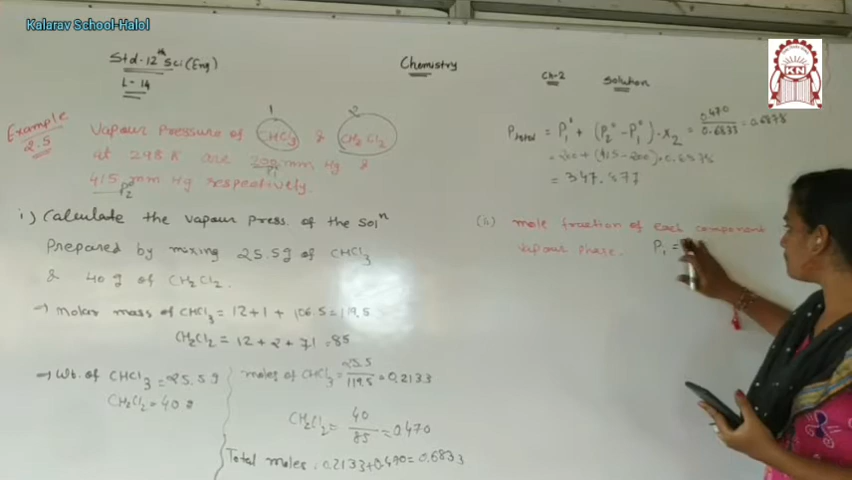 Kalarav School-Halol
Std-12th Sci (Eng)
L-14
Chemistry
Ch-2 Solution
KN
Example 2.5
1 2
Vapour Pressure of CHCl3 & CH2Cl2
at 298 K are 200 mm Hg &
P1°
415 mm Hg respectively.
P2°
i) Calculate the vapour press. of the soln
Prepared by mixing 25.5g of CHCl3
& 40 g of CH2Cl2.
→ Molar mass of CHCl3 = 12+1+106.5=119.5
CH2Cl2 = 12+2+71=85
→ Wt. of CHCl3=25.5g
CH2Cl2=40g
moles of CHCl3= 25.5/119.5=0.2133
CH2Cl2= 40/85=0.470
Total moles = 0.2133+0.470=0.6833
Ptotal = P1° + (P2°-P1°)·x2
0.470/0.6833=0.6878
=200+(415-200)×0.6878
= 347.877
(ii) mole fraction of each component
vapour phase. P1=